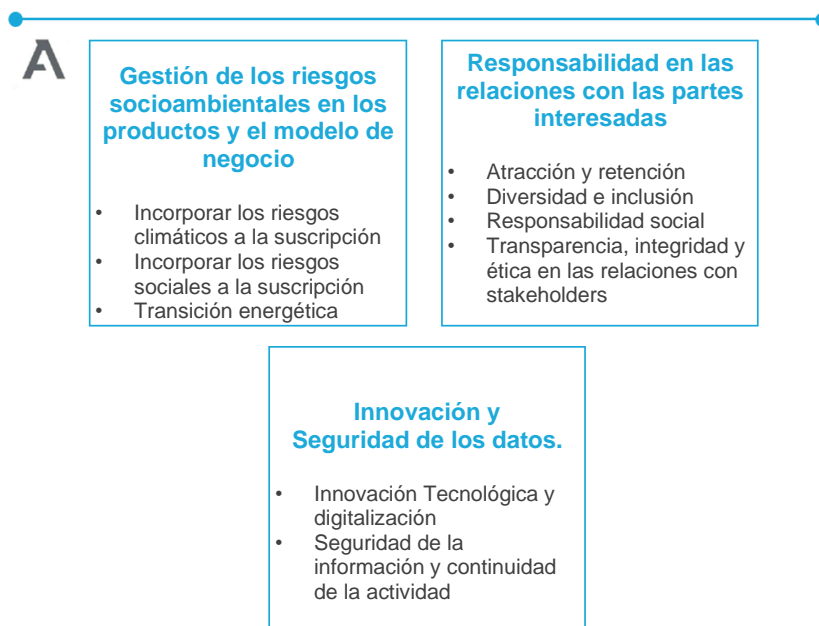 A
Gestión de los riesgos
socioambientales en los
productos y el modelo de
negocio
• Incorporar los riesgos
climáticos a la suscripción
• Incorporar los riesgos
sociales a la suscripción
• Transición energética
Responsabilidad en las
relaciones con las partes
interesadas
• Atracción y retención
• Diversidad e inclusión
• Responsabilidad social
• Transparencia, integridad y
ética en las relaciones con
stakeholders
Innovación y
Seguridad de los datos.
• Innovación Tecnológica y
digitalización
• Seguridad de la
información y continuidad
de la actividad